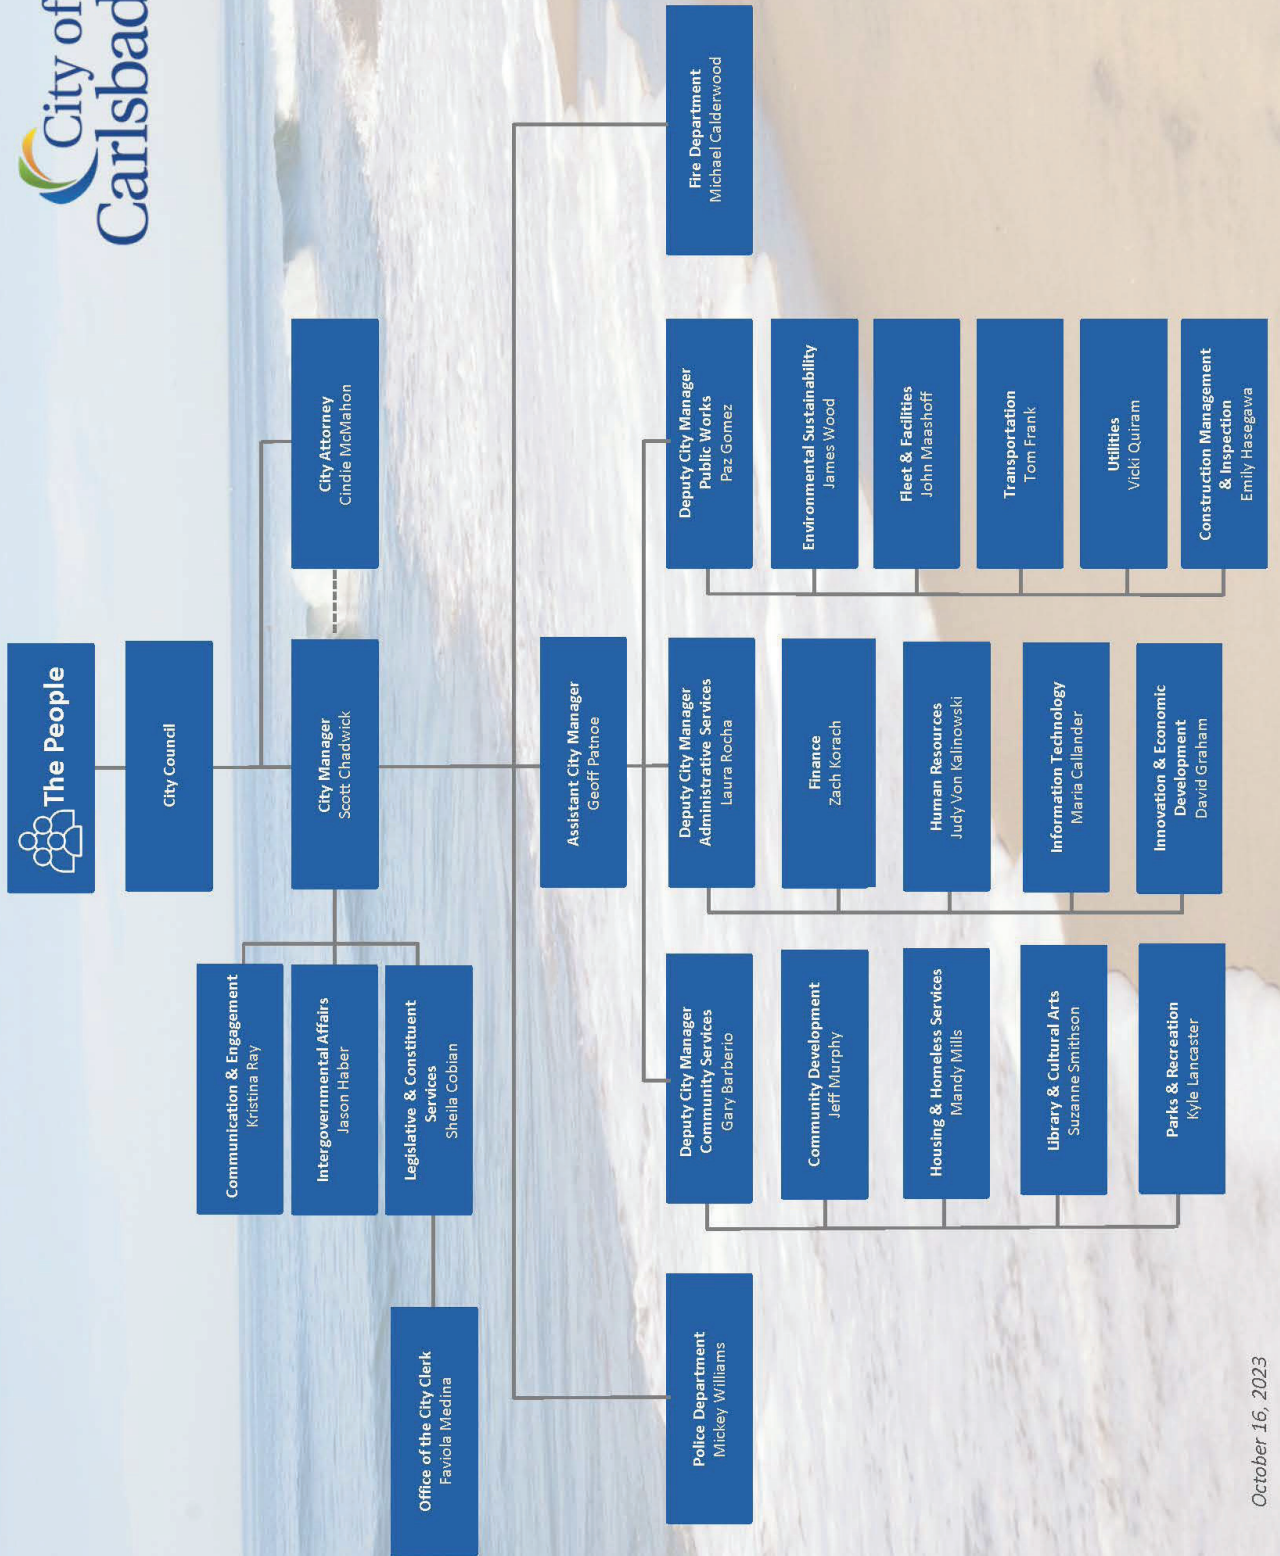 City of
Carlsbad
The People
City Council
City Manager
Scott Chadwick
City Attorney
Cindie McMahon
Communication & Engagement
Kristina Ray
Intergovernmental Affairs
Jason Haber
Legislative & Constituent
Services
Sheila Cobian
Office of the City Clerk
Faviola Medina
Assistant City Manager
Geoff Patnoe
Police Department
Mickey Williams
Deputy City Manager
Community Services
Gary Barberio
Community Development
Jeff Murphy
Housing & Homeless Services
Mandy Mills
Library & Cultural Arts
Suzanne Smithson
Parks & Recreation
Kyle Lancaster
Deputy City Manager
Administrative Services
Laura Rocha
Finance
Zach Korach
Human Resources
Judy Von Kalinowski
Information Technology
Maria Callander
Innovation & Economic
Development
David Graham
Deputy City Manager
Public Works
Paz Gomez
Environmental Sustainability
James Wood
Fleet & Facilities
John Maashoff
Transportation
Tom Frank
Utilities
Vicki Quiram
Construction Management
& Inspection
Emily Hasegawa
Fire Department
Michael Calderwood
October 16, 2023